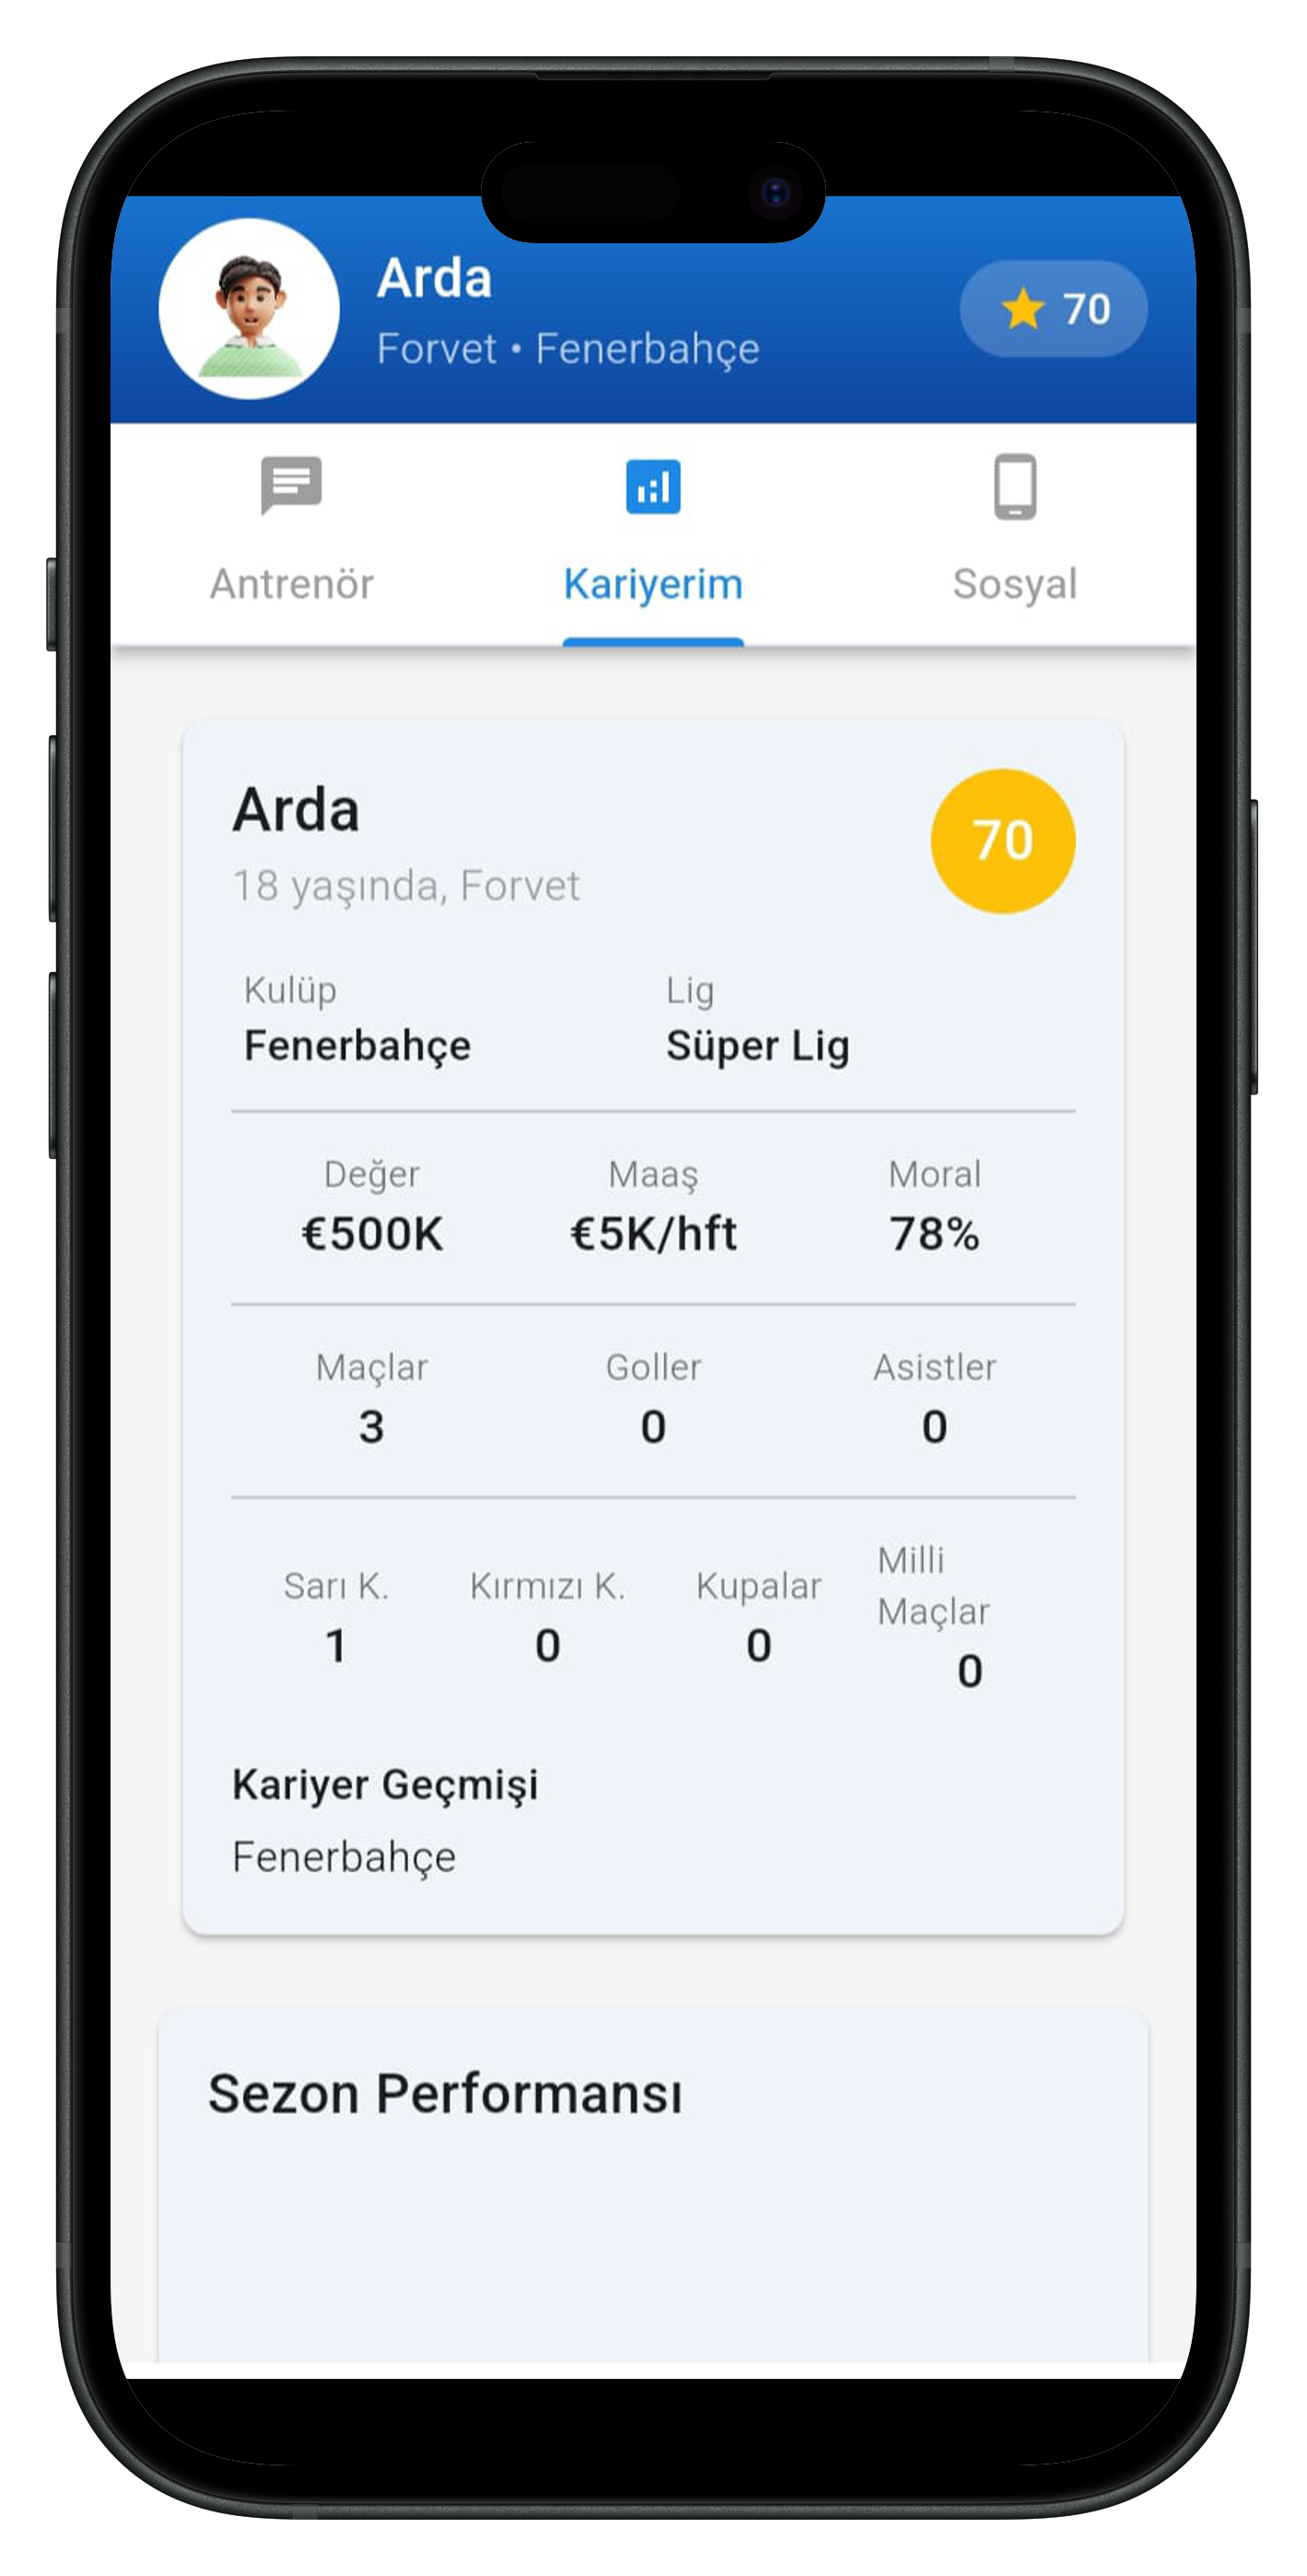 Arda
Forvet • Fenerbahçe
70
Antrenör
Kariyerim
Sosyal
Arda
70
18 yaşında, Forvet
Kulüp
Lig
Fenerbahçe
Süper Lig
Değer
Maaş
Moral
€500K
€5K/hft
78%
Maçlar
Goller
Asistler
3
0
0
Sarı K.
Kırmızı K.
Kupalar
Milli
Maçlar
1
0
0
0
Kariyer Geçmişi
Fenerbahçe
Sezon Performansı